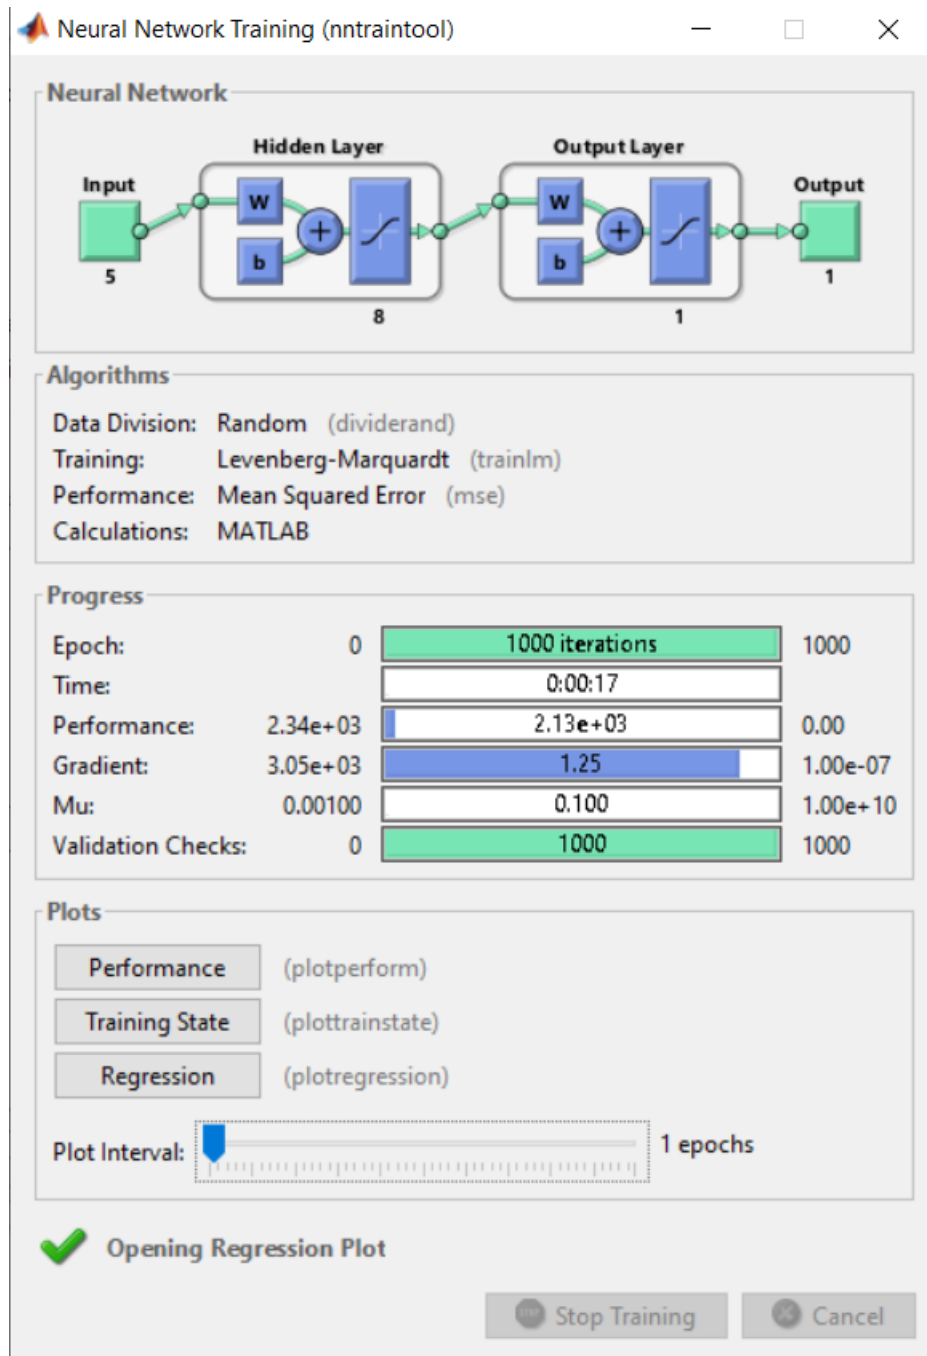 Neural Network Training (nntraintool)
Neural Network
Hidden Layer
Output Layer
Input
Output
W
W
b
b
5
8
1
1
Algorithms
Data Division: Random (dividerand)
Training: Levenberg-Marquardt (trainlm)
Performance: Mean Squared Error (mse)
Calculations: MATLAB
Progress
Epoch: 0 1000 iterations 1000
Time: 0:00:17
Performance: 2.34e+03 2.13e+03 0.00
Gradient: 3.05e+03 1.25 1.00e-07
Mu: 0.00100 0.100 1.00e+10
Validation Checks: 0 1000 1000
Plots
Performance (plotperform)
Training State (plottrainstate)
Regression (plotregression)
Plot Interval: 1 epochs
Opening Regression Plot
STOP Stop Training Cancel